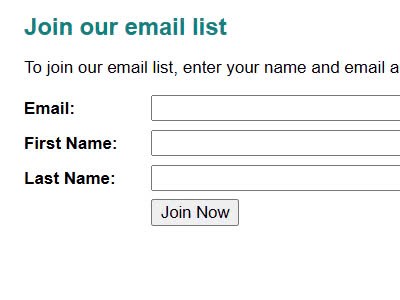 Join our email list
To join our email list, enter your name and email a
Email:
First Name:
Last Name:
Join Now